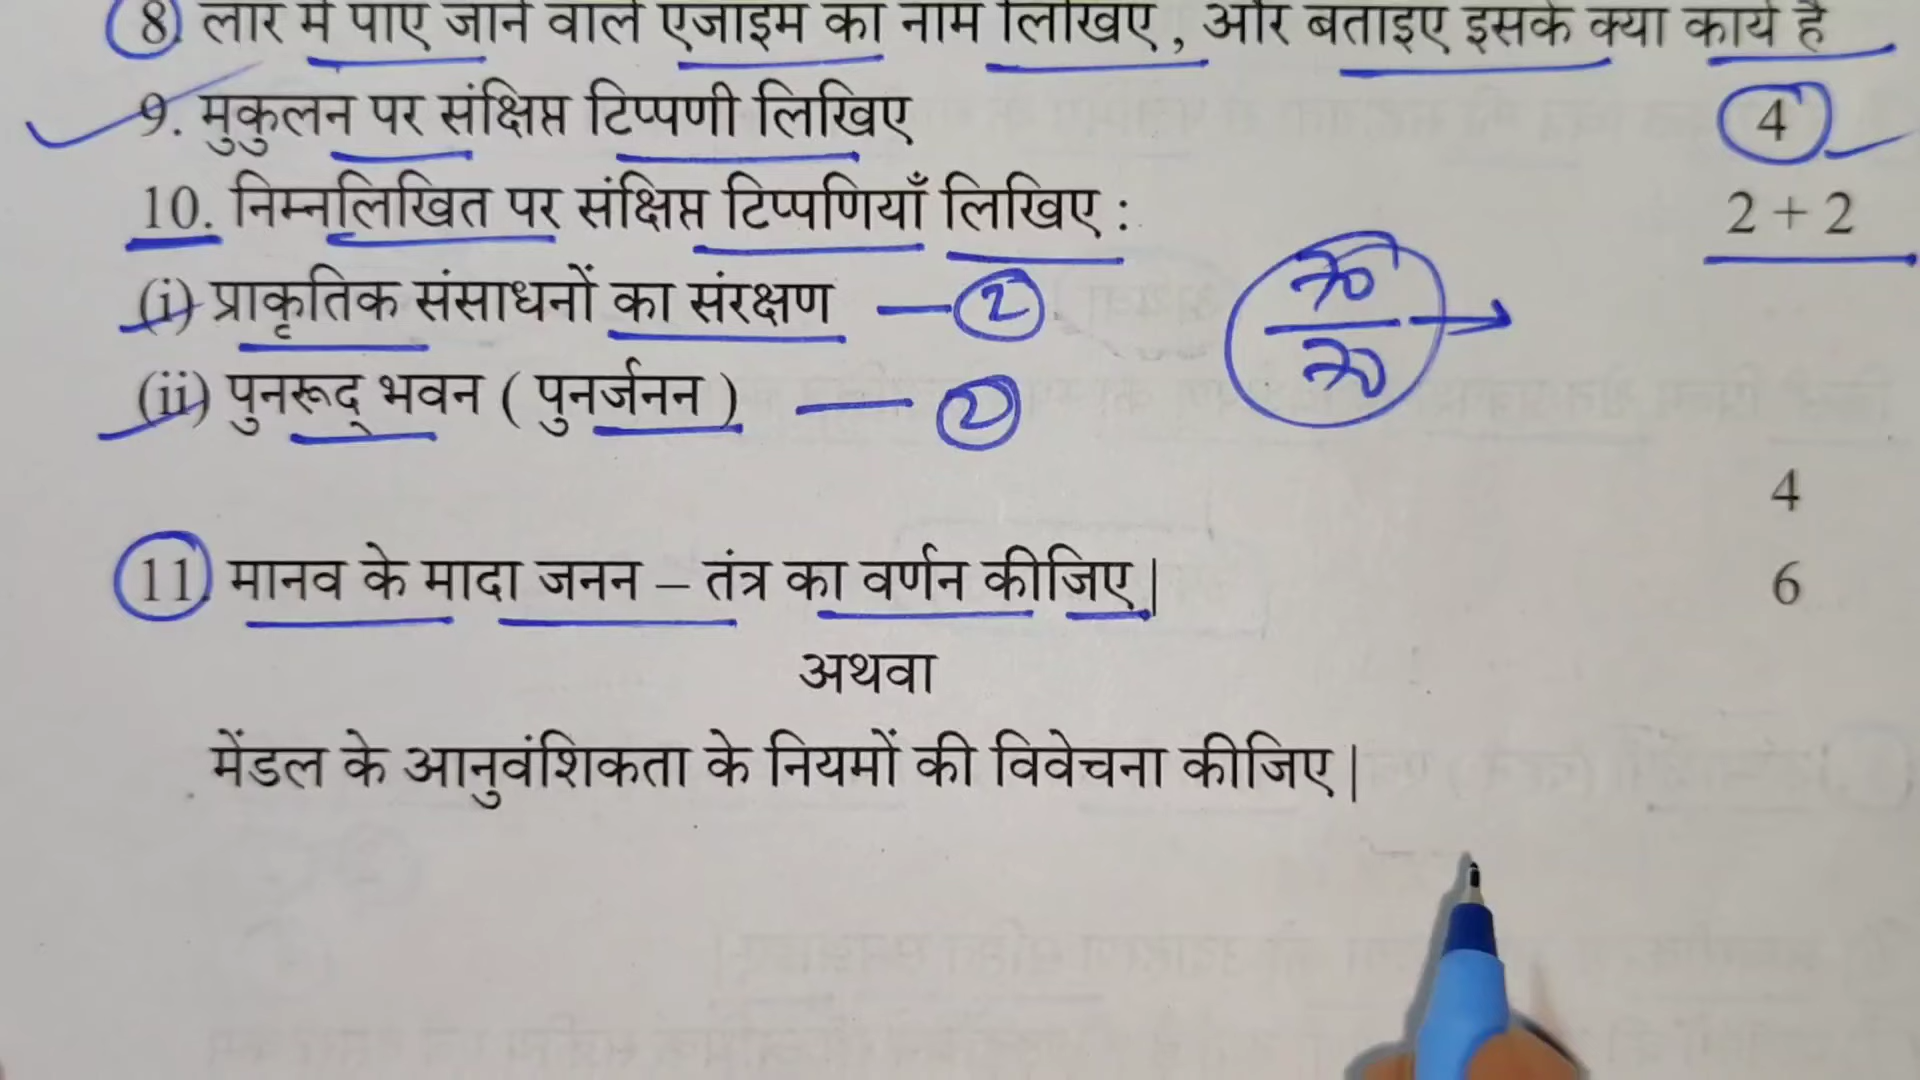 8. लार में पाए जाने वाले एंजाइम का नाम लिखिए, और बताइए इसके क्या कार्य है
9. मुकुलन पर संक्षिप्त टिप्पणी लिखिए 4
10. निम्नलिखित पर संक्षिप्त टिप्पणियाँ लिखिए : 2 + 2
(i) प्राकृतिक संसाधनों का संरक्षण — 2
(ii) पुनरूद् भवन ( पुनर्जनन ) — 2
4
11. मानव के मादा जनन – तंत्र का वर्णन कीजिए| 6
अथवा
मेंडल के आनुवंशिकता के नियमों की विवेचना कीजिए|